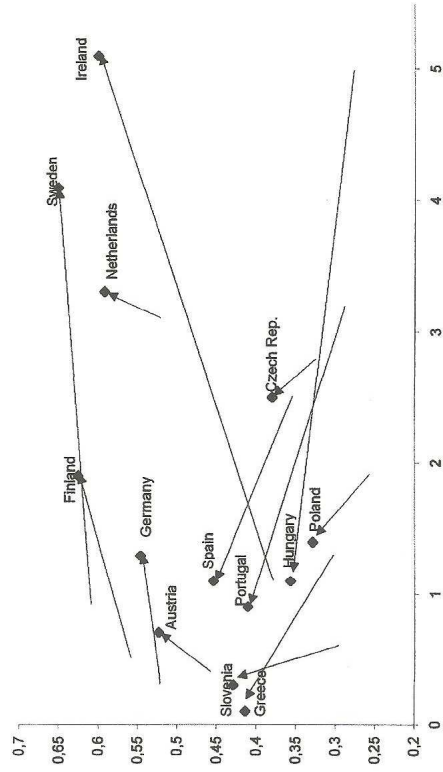 0,7
0,65
0,6
0,55
0,5
0,45
0,4
0,35
0,3
0,25
0,2
0
1
2
3
4
5
Ireland
Sweden
Netherlands
Finland
Germany
Czech Rep.
Austria
Spain
Portugal
Hungary
Poland
Slovenia
Greece